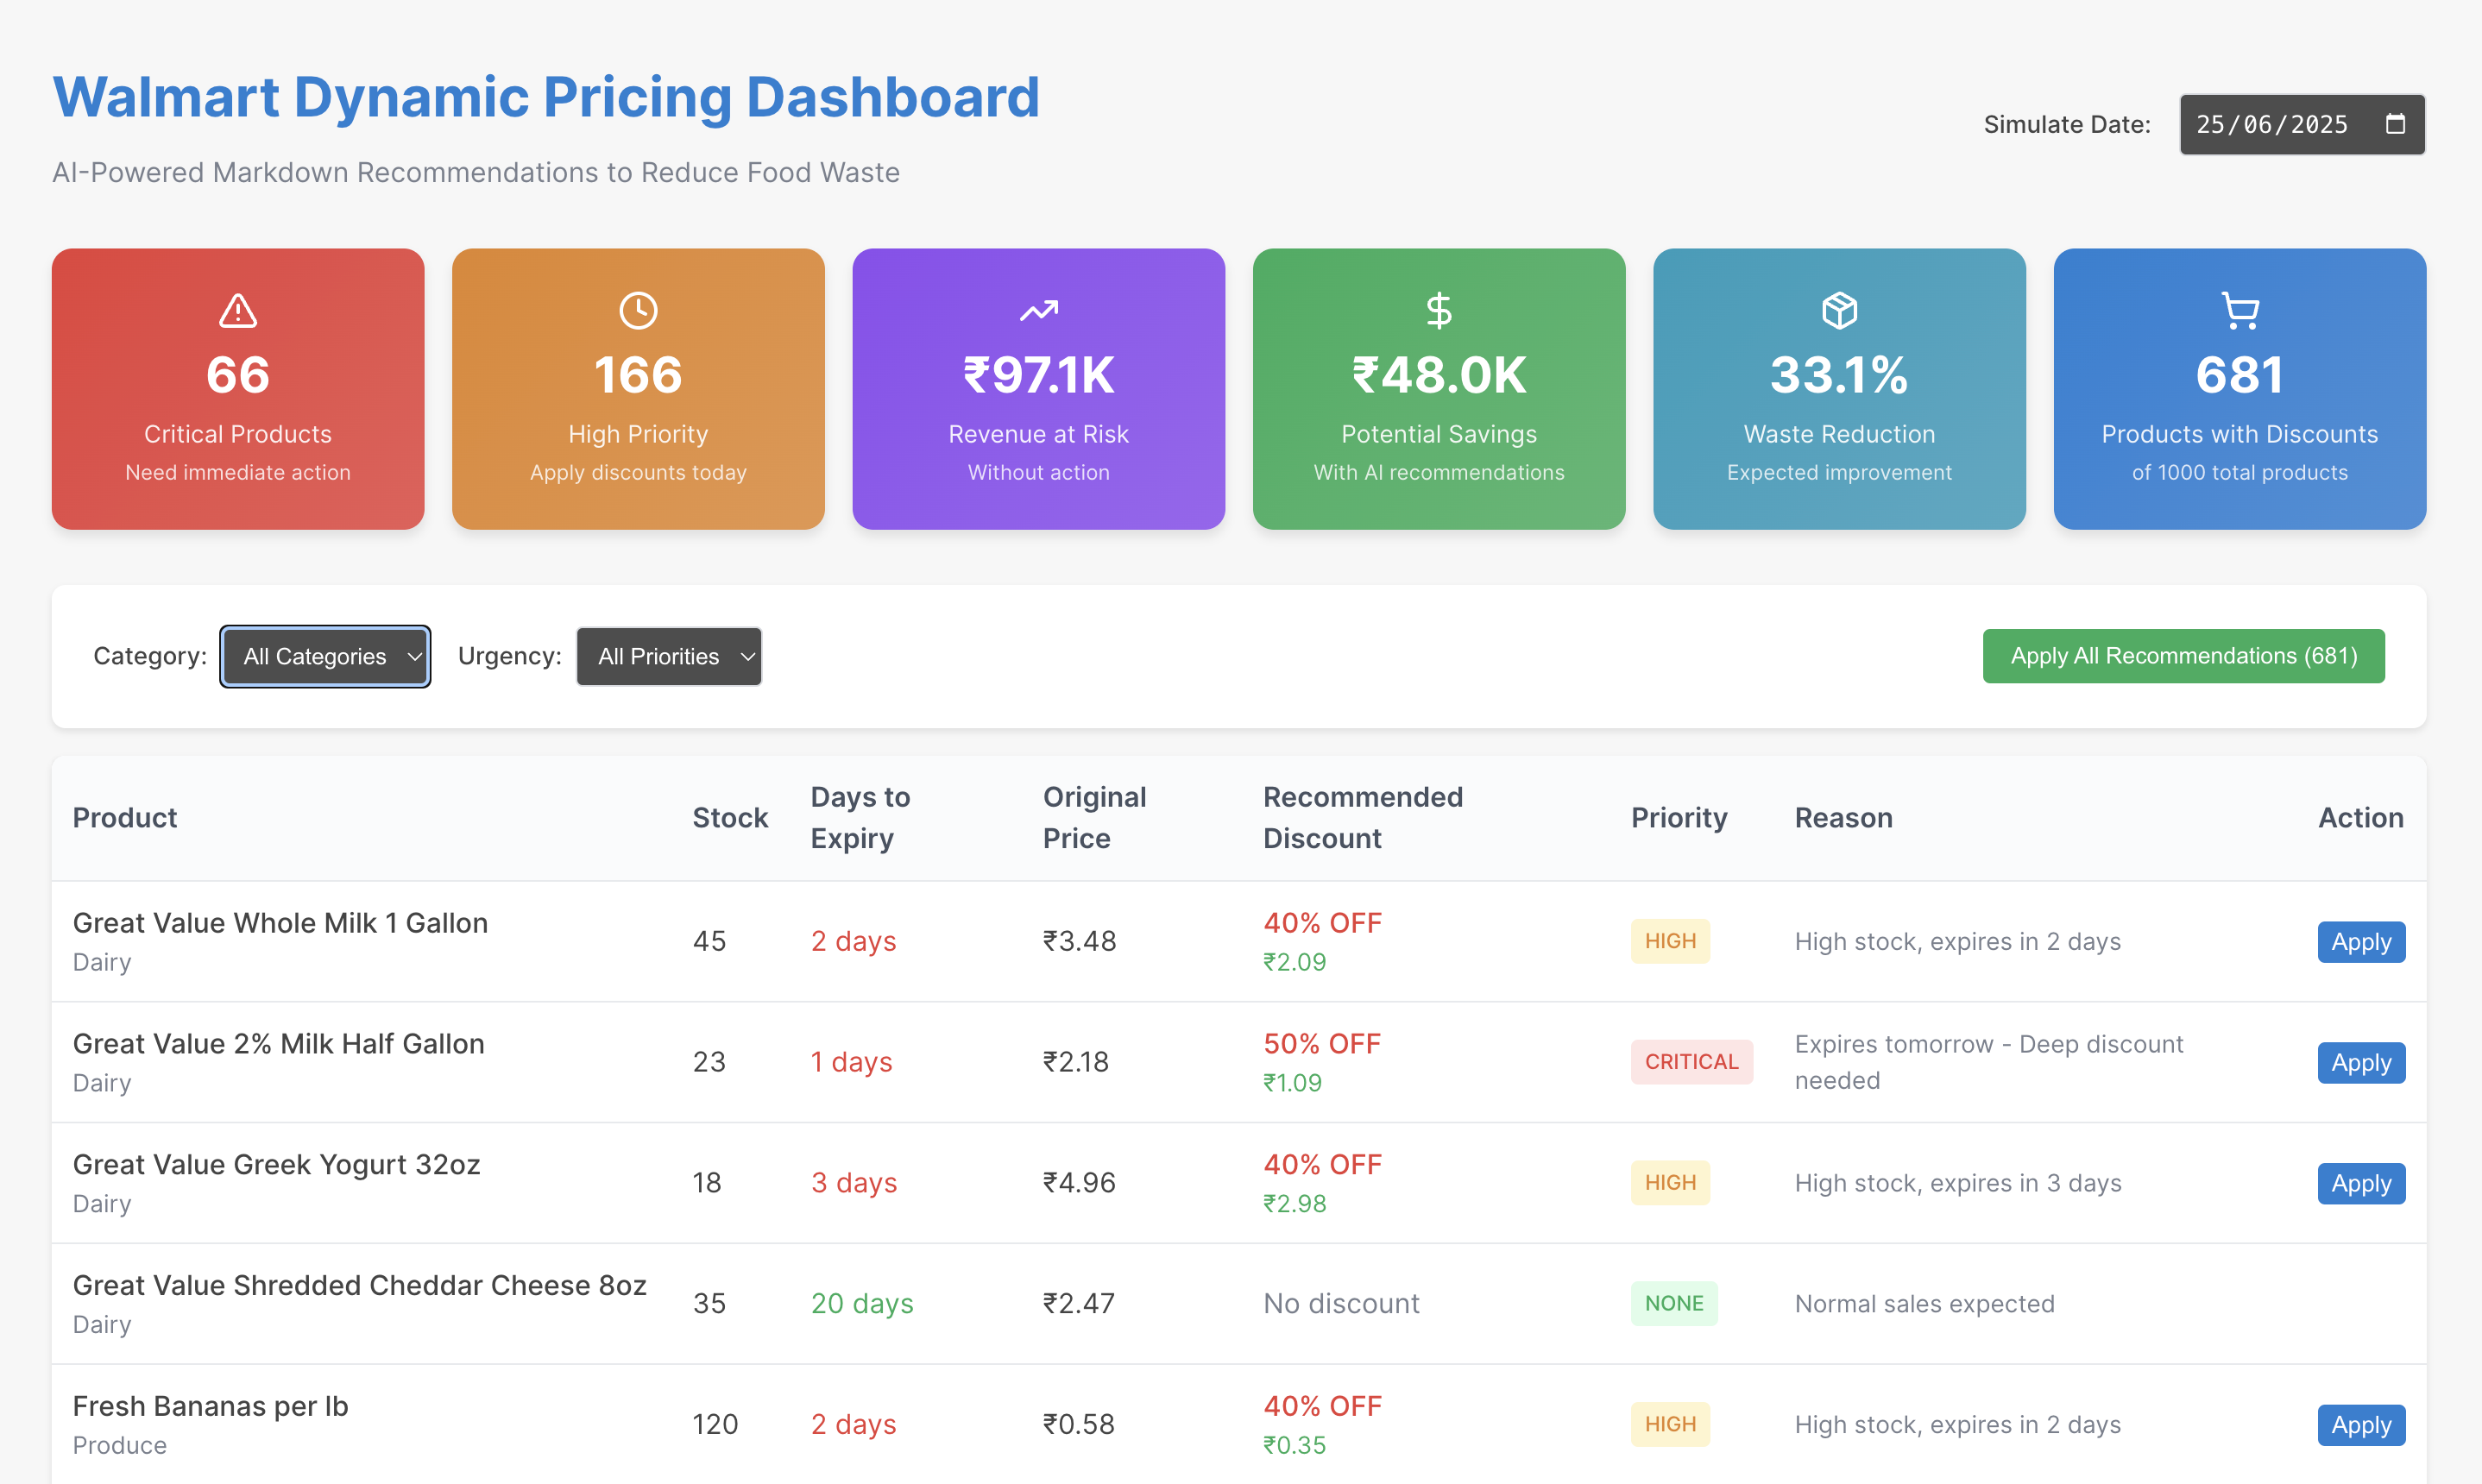 Walmart Dynamic Pricing Dashboard
AI-Powered Markdown Recommendations to Reduce Food Waste
Simulate Date: 25/06/2025
66
Critical Products
Need immediate action
166
High Priority
Apply discounts today
₹97.1K
Revenue at Risk
Without action
₹48.0K
Potential Savings
With AI recommendations
33.1%
Waste Reduction
Expected improvement
681
Products with Discounts
of 1000 total products
Category: All Categories Urgency: All Priorities Apply All Recommendations (681)
Product Stock Days to Expiry Original Price Recommended Discount Priority Reason Action
Great Value Whole Milk 1 Gallon
Dairy
45
2 days
₹3.48
40% OFF
₹2.09
HIGH
High stock, expires in 2 days
Apply
Great Value 2% Milk Half Gallon
Dairy
23
1 days
₹2.18
50% OFF
₹1.09
CRITICAL
Expires tomorrow - Deep discount
needed
Apply
Great Value Greek Yogurt 32oz
Dairy
18
3 days
₹4.96
40% OFF
₹2.98
HIGH
High stock, expires in 3 days
Apply
Great Value Shredded Cheddar Cheese 8oz
Dairy
35
20 days
₹2.47
No discount
NONE
Normal sales expected
Fresh Bananas per lb
Produce
120
2 days
₹0.58
40% OFF
₹0.35
HIGH
High stock, expires in 2 days
Apply